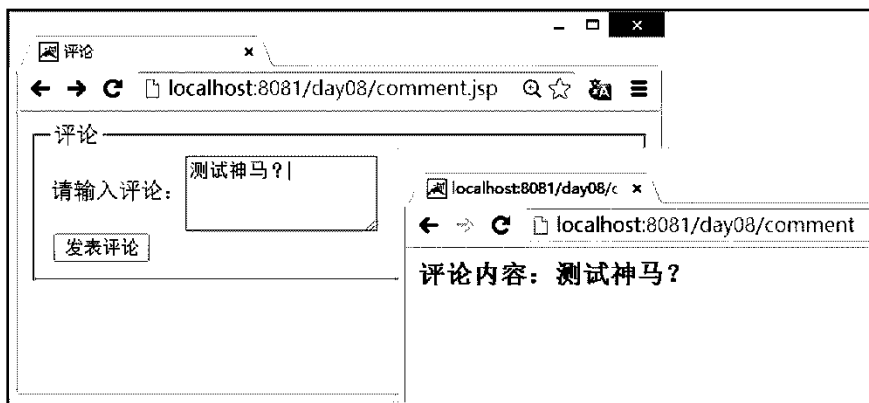 评论
localhost:8081/day08/comment.jsp
评论
请输入评论：
测试神马？
发表评论
localhost:8081/day08/c
localhost:8081/day08/comment
评论内容：测试神马？